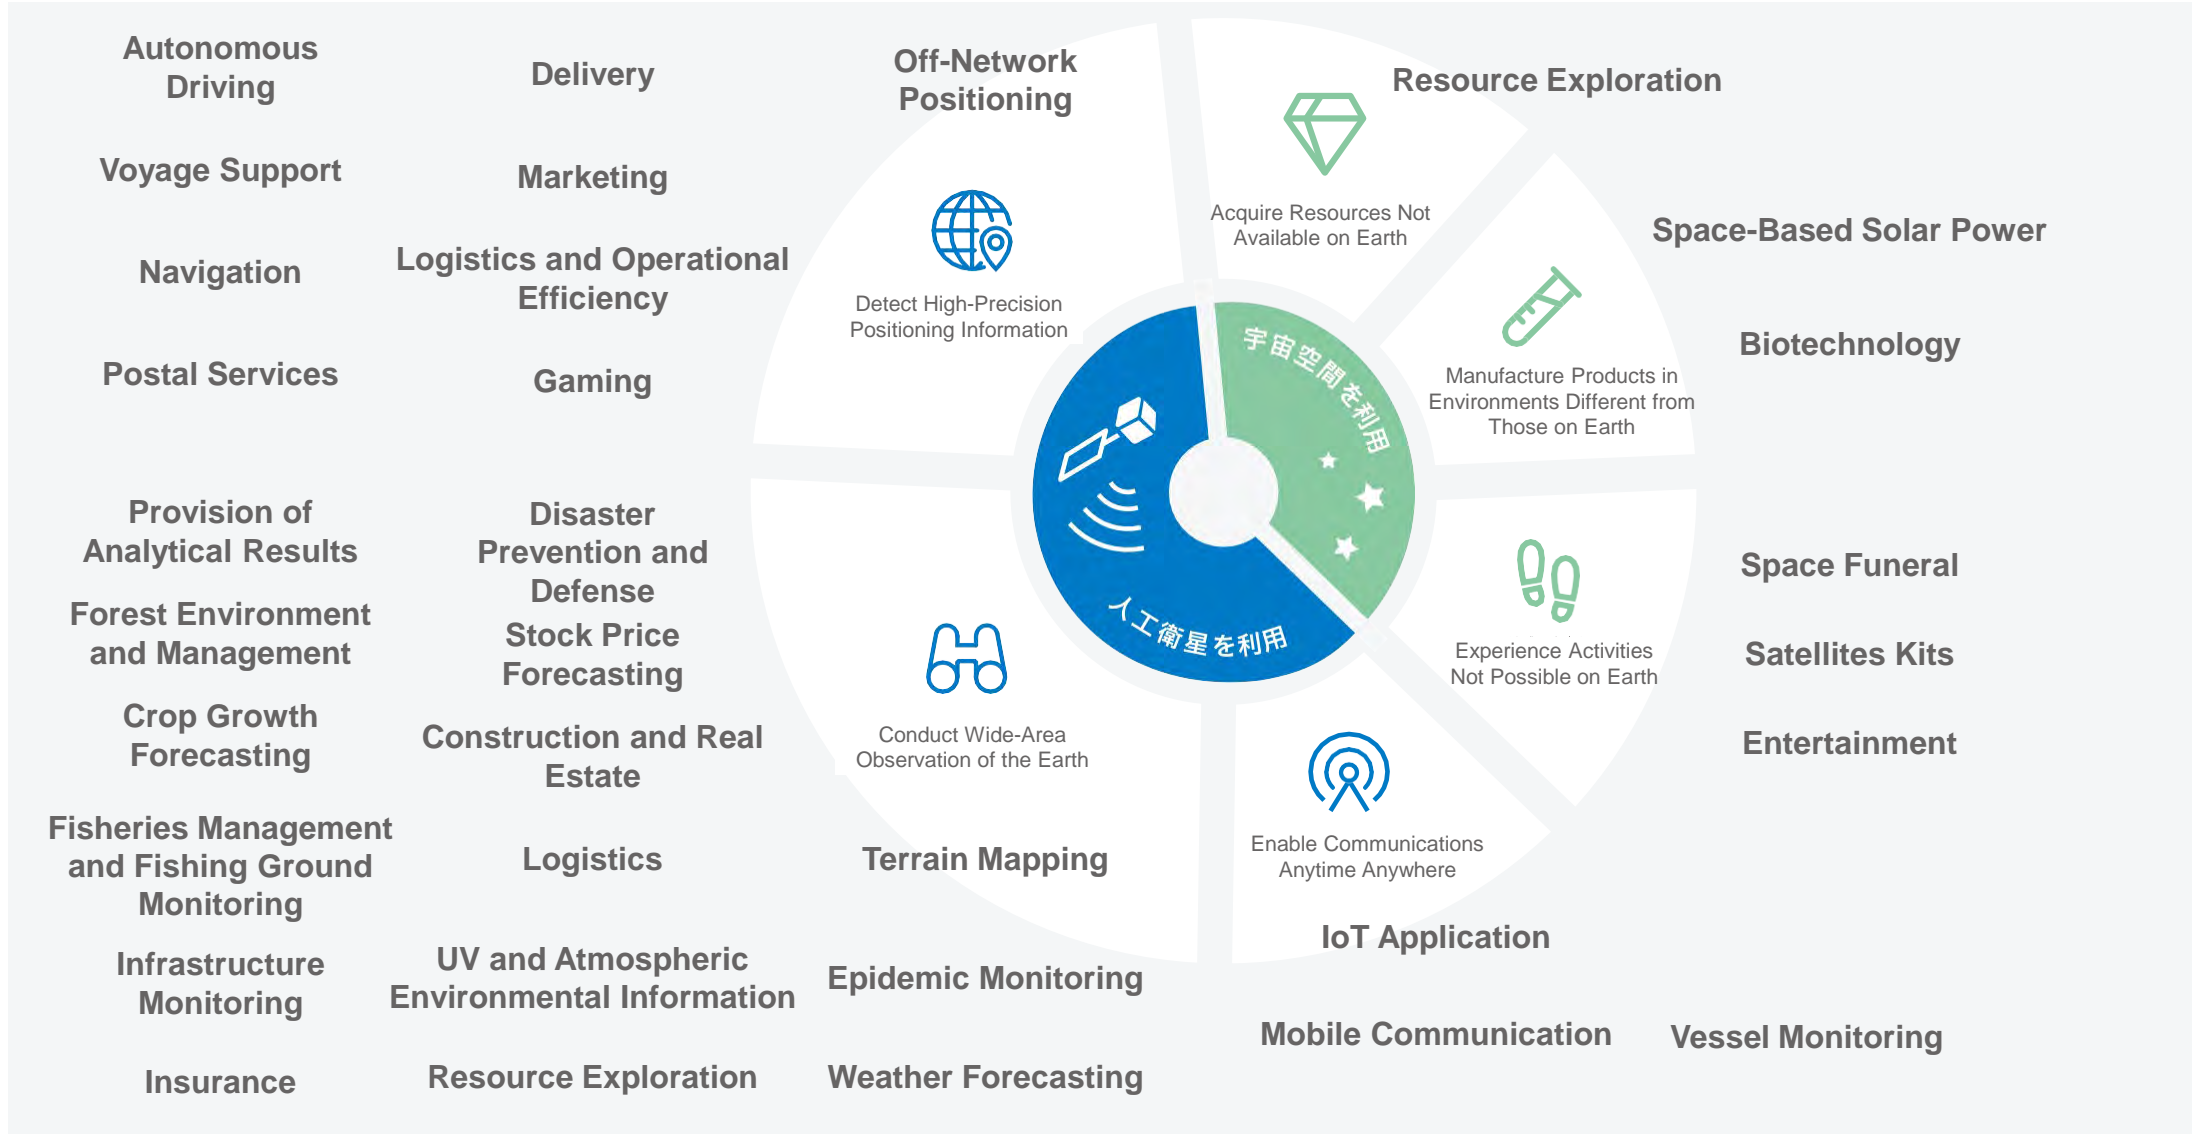 Autonomous
Driving
Delivery
Off-Network
Positioning
Resource Exploration
Voyage Support
Marketing
Acquire Resources Not
Available on Earth
Space-Based Solar Power
Navigation
Logistics and Operational
Efficiency
Detect High-Precision
Positioning Information
宇宙空間を利用
Biotechnology
Postal Services
Gaming
Manufacture Products in
Environments Different from
Those on Earth
Provision of
Analytical Results
Disaster
Prevention and
Defense
Space Funeral
Forest Environment
and Management
Stock Price
Forecasting
人工衛星を利用
Experience Activities
Not Possible on Earth
Satellites Kits
Crop Growth
Forecasting
Construction and Real
Estate
Conduct Wide-Area
Observation of the Earth
Entertainment
Fisheries Management
and Fishing Ground
Monitoring
Logistics
Terrain Mapping
Enable Communications
Anytime Anywhere
IoT Application
Infrastructure
Monitoring
UV and Atmospheric
Environmental Information
Epidemic Monitoring
Mobile Communication
Vessel Monitoring
Insurance
Resource Exploration
Weather Forecasting